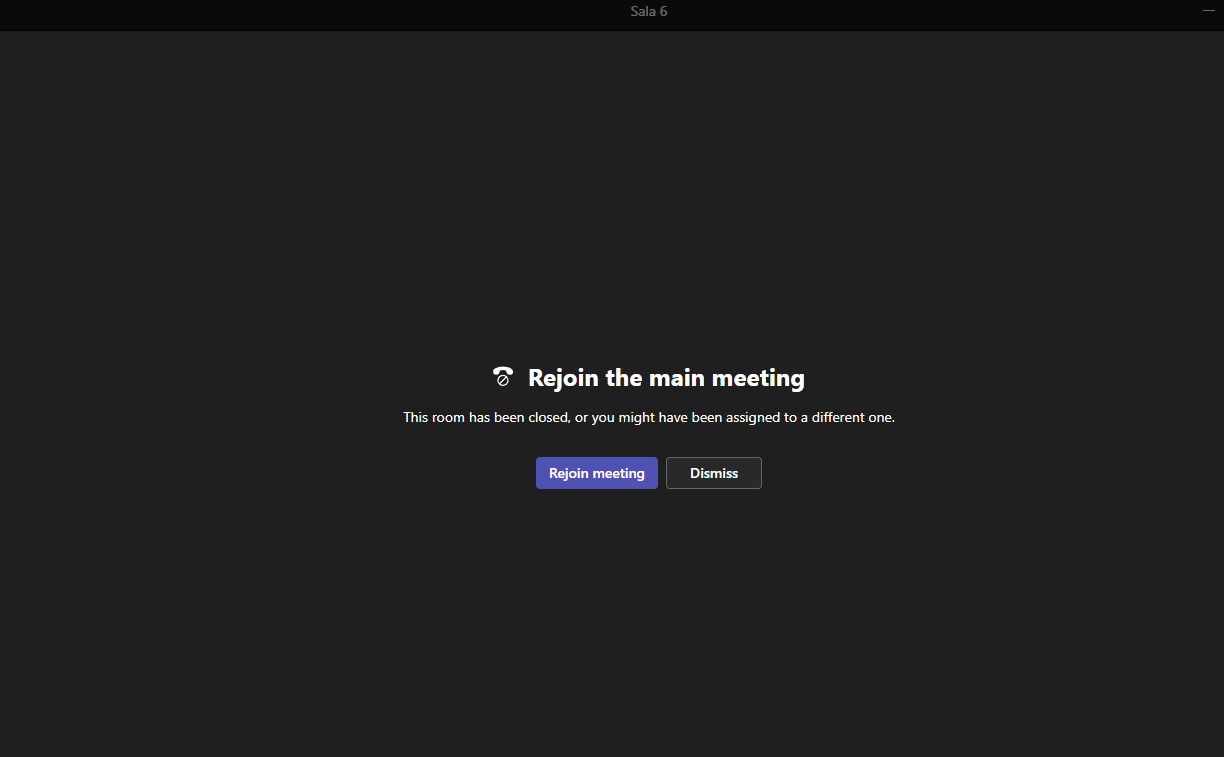 Sala 6
Rejoin the main meeting
This room has been closed, or you might have been assigned to a different one.
Rejoin meeting
Dismiss